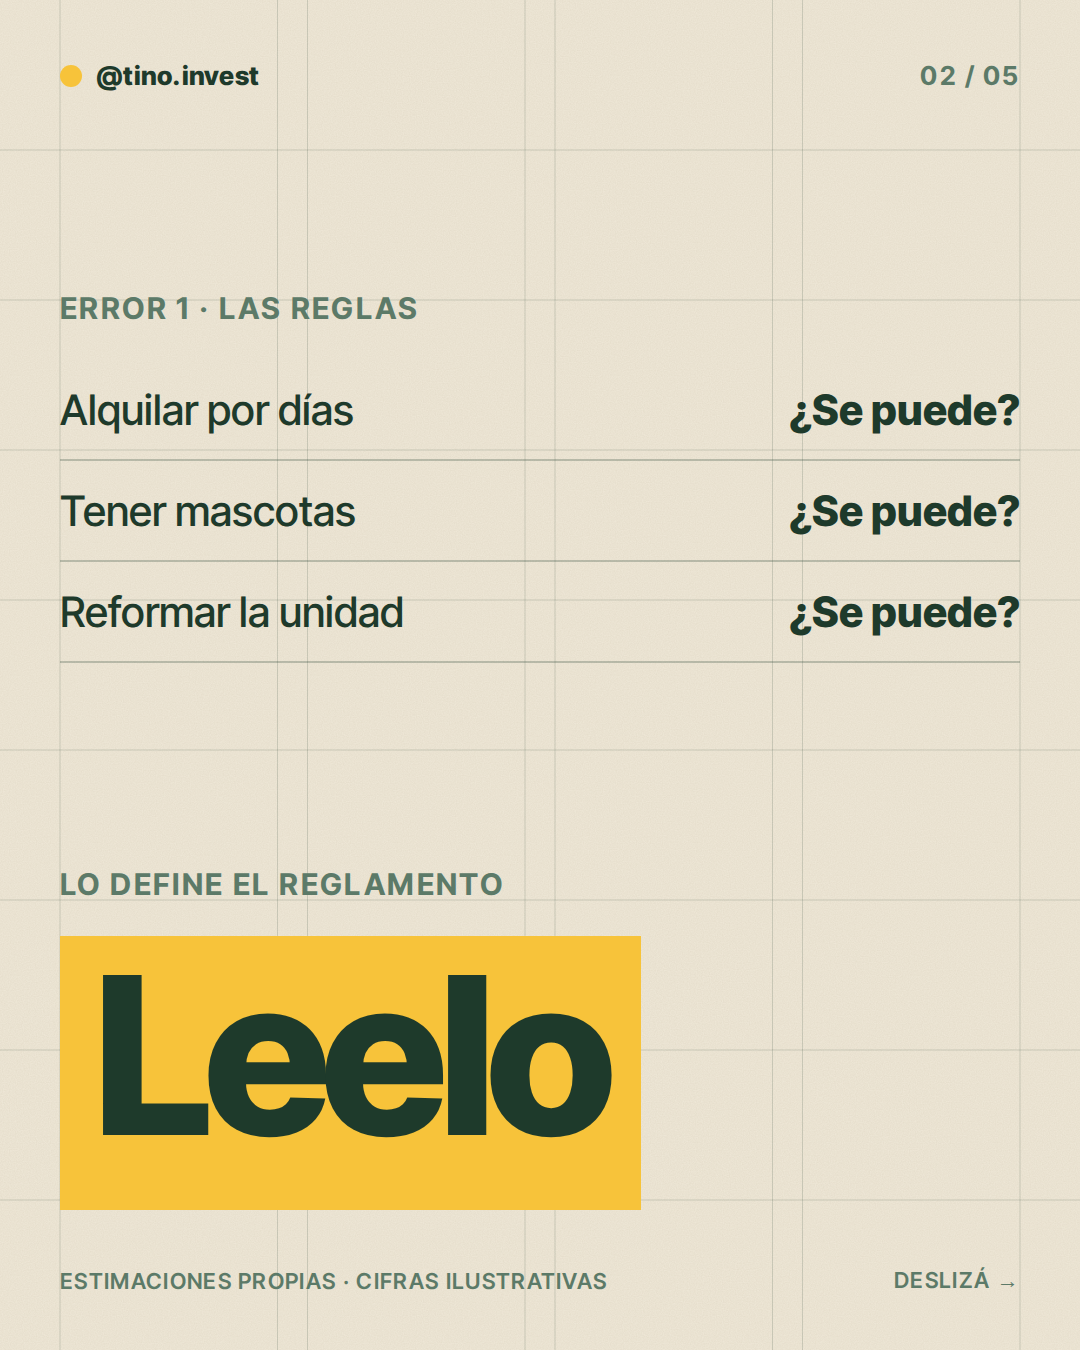 @tino.invest
02 / 05
ERROR 1 · LAS REGLAS
Alquilar por días ¿Se puede?
Tener mascotas ¿Se puede?
Reformar la unidad ¿Se puede?
LO DEFINE EL REGLAMENTO
Leelo
ESTIMACIONES PROPIAS · CIFRAS ILUSTRATIVAS
DESLIZÁ →